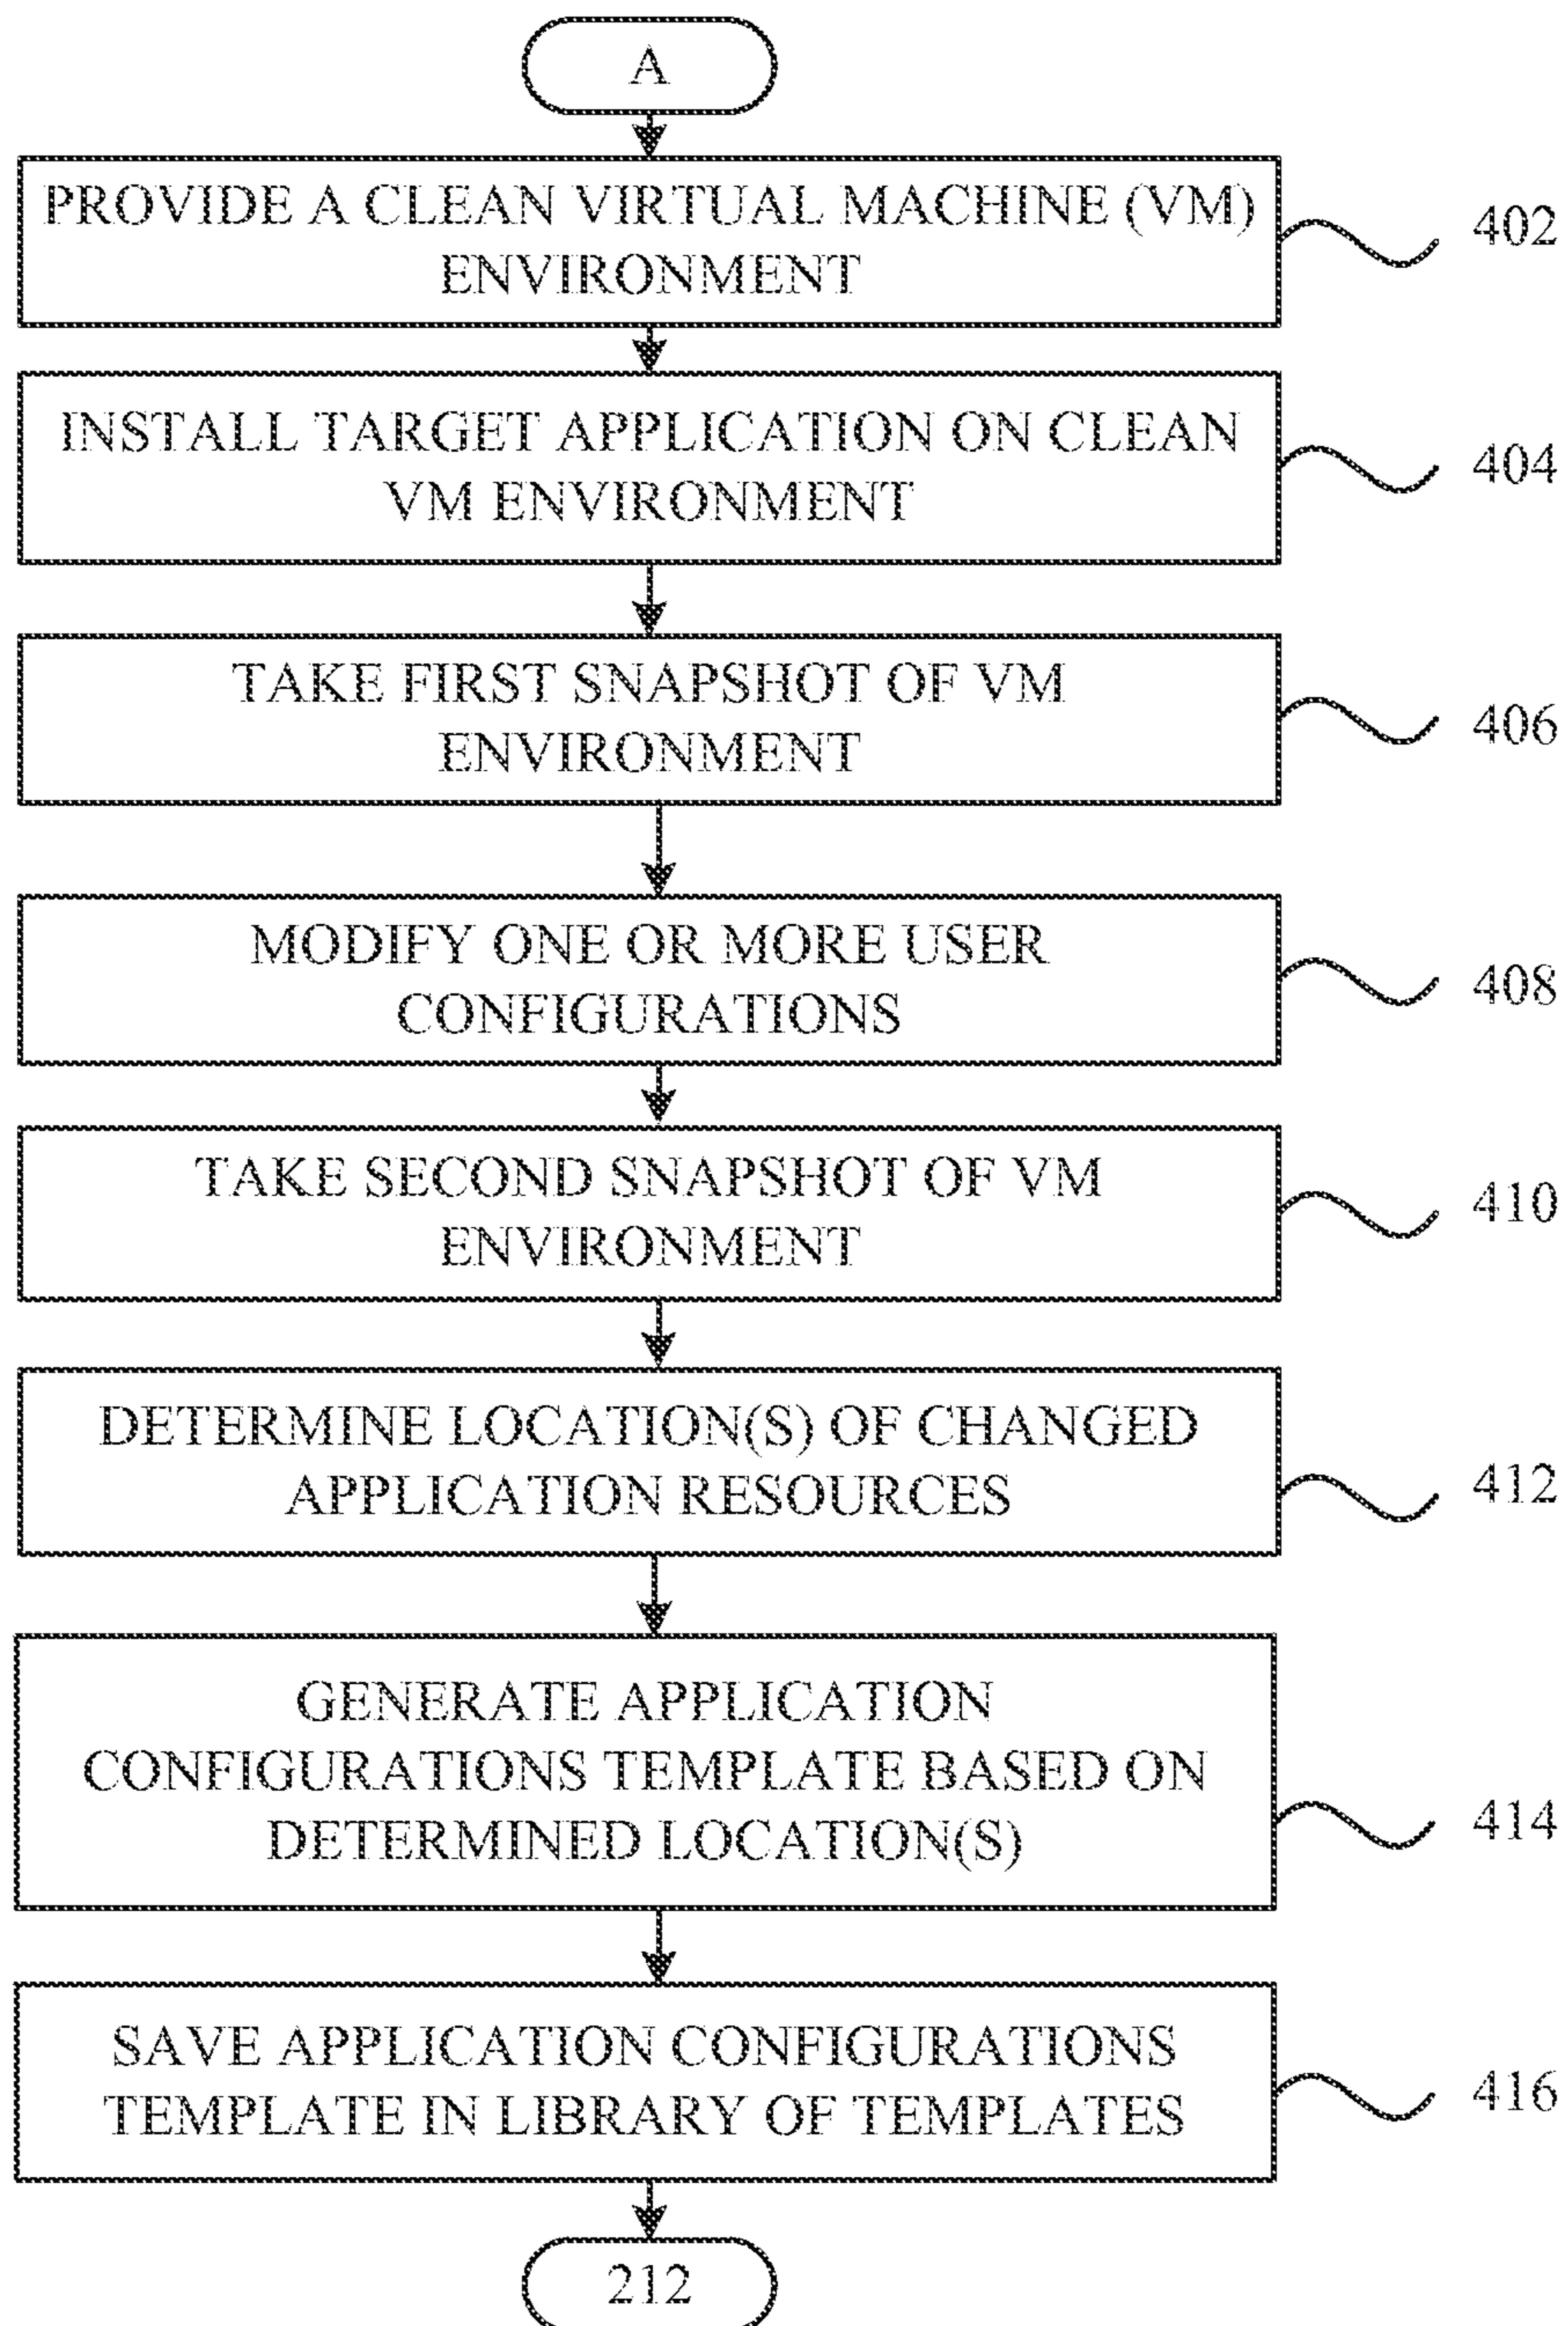 A
PROVIDE A CLEAN VIRTUAL MACHINE (VM)
ENVIRONMENT
402
INSTALL TARGET APPLICATION ON CLEAN
VM ENVIRONMENT
404
TAKE FIRST SNAPSHOT OF VM
ENVIRONMENT
406
MODIFY ONE OR MORE USER
CONFIGURATIONS
408
TAKE SECOND SNAPSHOT OF VM
ENVIRONMENT
410
DETERMINE LOCATION(S) OF CHANGED
APPLICATION RESOURCES
412
GENERATE APPLICATION
CONFIGURATIONS TEMPLATE BASED ON
DETERMINED LOCATION(S)
414
SAVE APPLICATION CONFIGURATIONS
TEMPLATE IN LIBRARY OF TEMPLATES
416
212